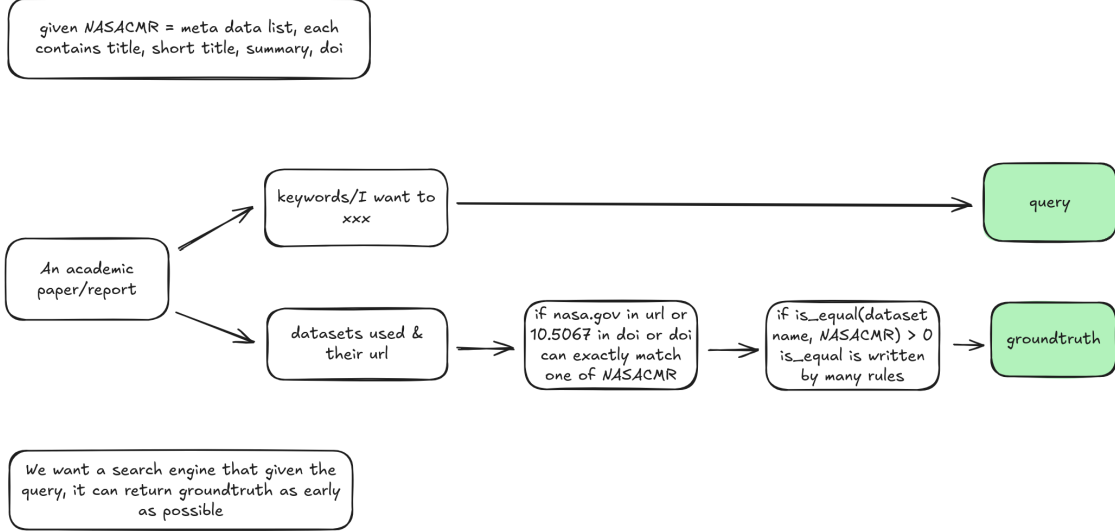 given NASACMR = meta data list, each
contains title, short title, summary, doi
keywords/I want to
xxx
query
An academic
paper/report
datasets used &
their url
if nasa.gov in url or
10.5067 in doi or doi
can exactly match
one of NASACMR
if is_equal(dataset
name, NASACMR) > 0
is_equal is written
by many rules
groundtruth
We want a search engine that given the
query, it can return groundtruth as early
as possible